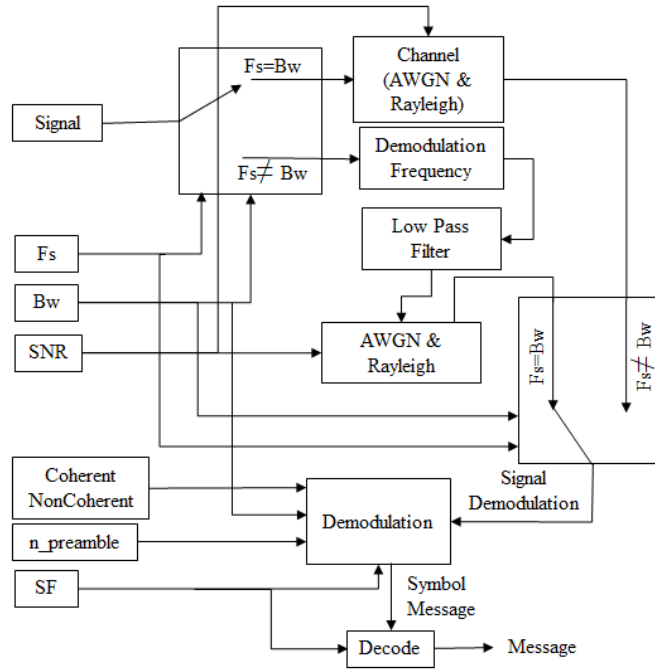 Fs=Bw
Channel
(AWGN &
Rayleigh)
Signal
Demodulation
Frequency
Fs≠ Bw
Low Pass
Filter
Fs
Bw
SNR
AWGN &
Rayleigh
Fs=Bw
Fs≠ Bw
Coherent
NonCoherent
Signal
Demodulation
Demodulation
n_preamble
SF
Symbol
Message
Decode
Message